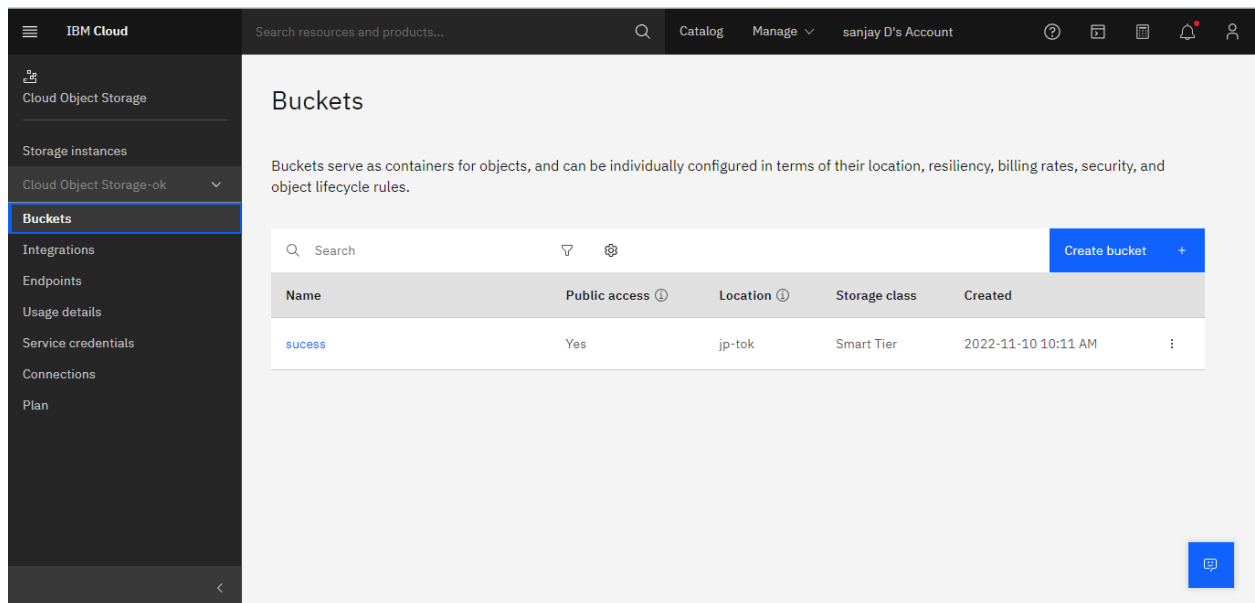 IBM Cloud
Search resources and products...
Catalog
Manage
sanjay D's Account
Cloud Object Storage
Storage instances
Cloud Object Storage-ok
Buckets
Integrations
Endpoints
Usage details
Service credentials
Connections
Plan
Buckets
Buckets serve as containers for objects, and can be individually configured in terms of their location, resiliency, billing rates, security, and
object lifecycle rules.
Search
Create bucket +
Name Public access Location Storage class Created
sucess Yes jp-tok Smart Tier 2022-11-10 10:11 AM